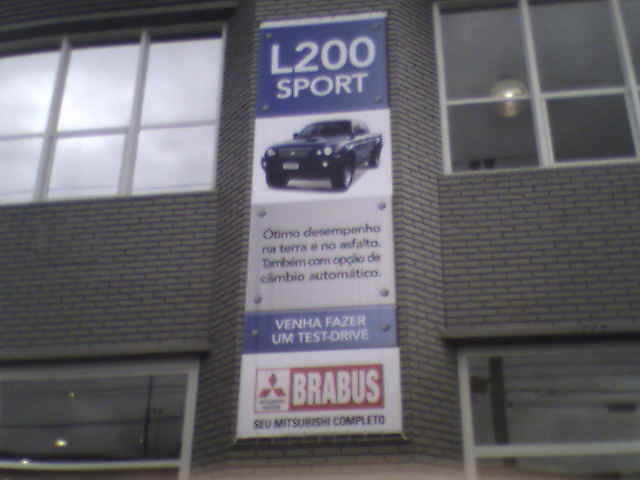 L200
SPORT
Ótimo desempenho
na terra e no asfalto.
Também com opção de
câmbio automático.
VENHA FAZER
UM TEST-DRIVE
BRABUS
SEU MITSUBISHI COMPLETO